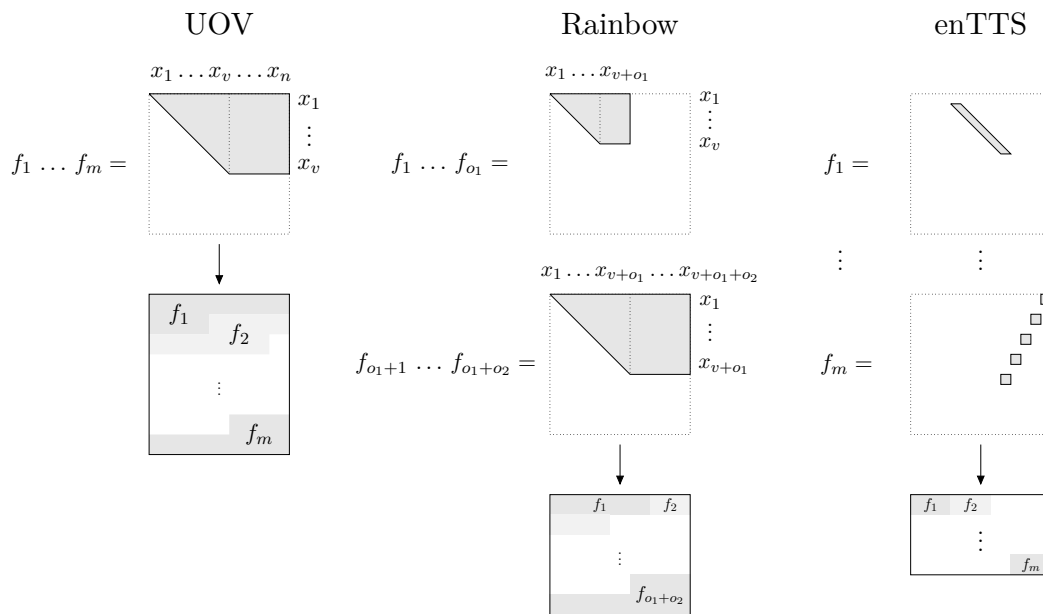 UOV
x_1 … x_v … x_n
x_1
⋮
x_v
f_1 … f_m =
f_1
f_2
⋮
f_m
Rainbow
x_1 … x_{v+o_1}
x_1
⋮
x_v
f_1 … f_{o_1} =
x_1 … x_{v+o_1} … x_{v+o_1+o_2}
x_1
⋮
x_{v+o_1}
f_{o_1+1} … f_{o_1+o_2} =
f_1 f_2
⋮
f_{o_1+o_2}
enTTS
f_1 =
⋮ ⋮
f_m =
f_1 f_2
⋮
f_m